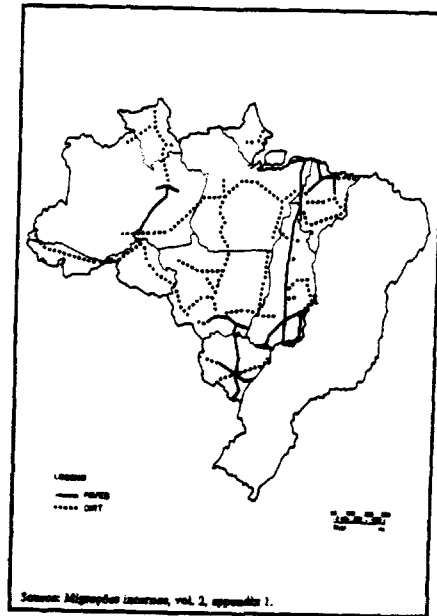 LEGEND
PAVED
DIRT
Source: Migrações internas, vol. 2, appendix 1.